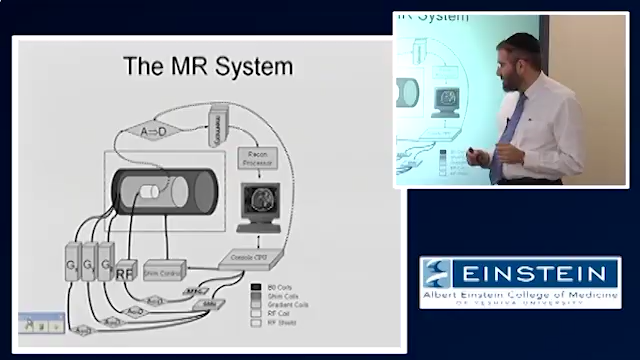 The MR System
A⇒D
Recon
Processor
G
G
G
RF
Shim Control
Console CPU
B0 Coils
Shim Coils
Gradient Coils
RF Coil
RF Shield
MR System
EINSTEIN
Albert Einstein College of Medicine
OF YESHIVA UNIVERSITY